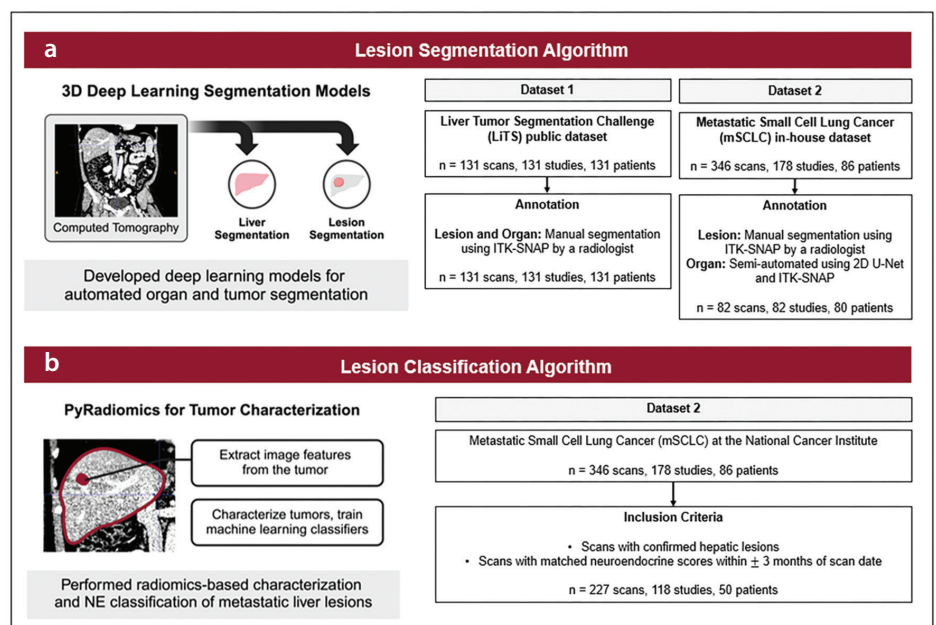 a
Lesion Segmentation Algorithm
3D Deep Learning Segmentation Models
Computed Tomography
Liver
Segmentation
Lesion
Segmentation
Developed deep learning models for
automated organ and tumor segmentation
Dataset 1
Liver Tumor Segmentation Challenge
(LiTS) public dataset
n = 131 scans, 131 studies, 131 patients
Annotation
Lesion and Organ: Manual segmentation
using ITK-SNAP by a radiologist
n = 131 scans, 131 studies, 131 patients
Dataset 2
Metastatic Small Cell Lung Cancer
(mSCLC) in-house dataset
n = 346 scans, 178 studies, 86 patients
Annotation
Lesion: Manual segmentation using
ITK-SNAP by a radiologist
Organ: Semi-automated using 2D U-Net
and ITK-SNAP
n = 82 scans, 82 studies, 80 patients
b
Lesion Classification Algorithm
PyRadiomics for Tumor Characterization
Extract image features
from the tumor
Characterize tumors, train
machine learning classifiers
Performed radiomics-based characterization
and NE classification of metastatic liver lesions
Dataset 2
Metastatic Small Cell Lung Cancer (mSCLC) at the National Cancer Institute
n = 346 scans, 178 studies, 86 patients
Inclusion Criteria
• Scans with confirmed hepatic lesions
• Scans with matched neuroendocrine scores within ± 3 months of scan date
n = 227 scans, 118 studies, 50 patients